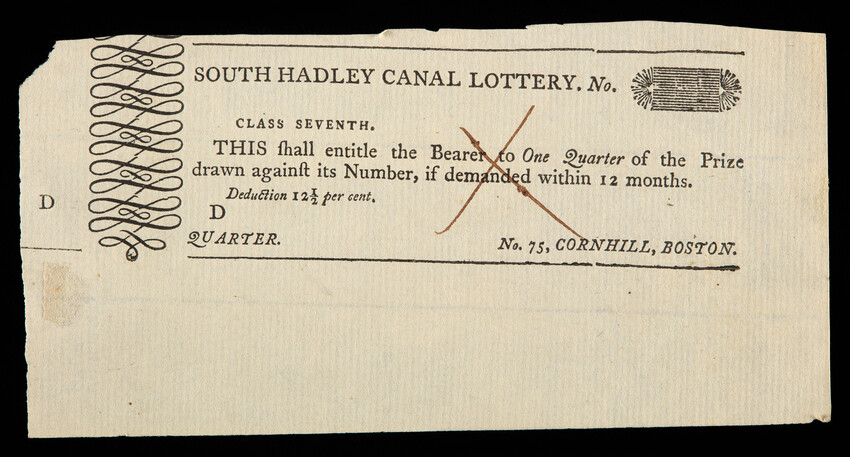 SOUTH HADLEY CANAL LOTTERY. No.
CLASS SEVENTH.
THIS ſhall entitle the Bearer to One Quarter of the Prize
drawn againſt its Number, if demanded within 12 months.
Deduction 12½ per cent.
D
D
QUARTER.
No. 75, CORNHILL, BOSTON.